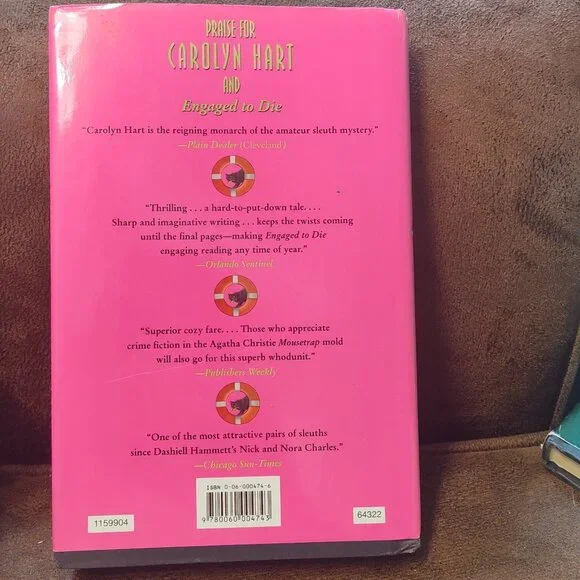 PRAISE FOR
CAROLYN HART
AND
Engaged to Die
“Carolyn Hart is the reigning monarch of the amateur sleuth mystery.”
—Plain Dealer (Cleveland)
“Thrilling . . . a hard-to-put-down tale. . . .
Sharp and imaginative writing . . . keeps the twists coming
until the final pages—making Engaged to Die
engaging reading any time of year.”
—Orlando Sentinel
“Superior cozy fare. . . . Those who appreciate
crime fiction in the Agatha Christie Mousetrap mold
will also go for this superb whodunit.”
—Publishers Weekly
“One of the most attractive pairs of sleuths
since Dashiell Hammett’s Nick and Nora Charles.”
—Chicago Sun-Times
ISBN 0-06-000474-6
9 780060 004743
1159904
64322